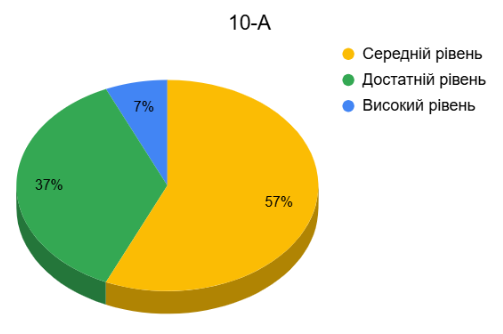 10-А
Середній рівень
Достатній рівень
Високий рівень
7%
37%
57%